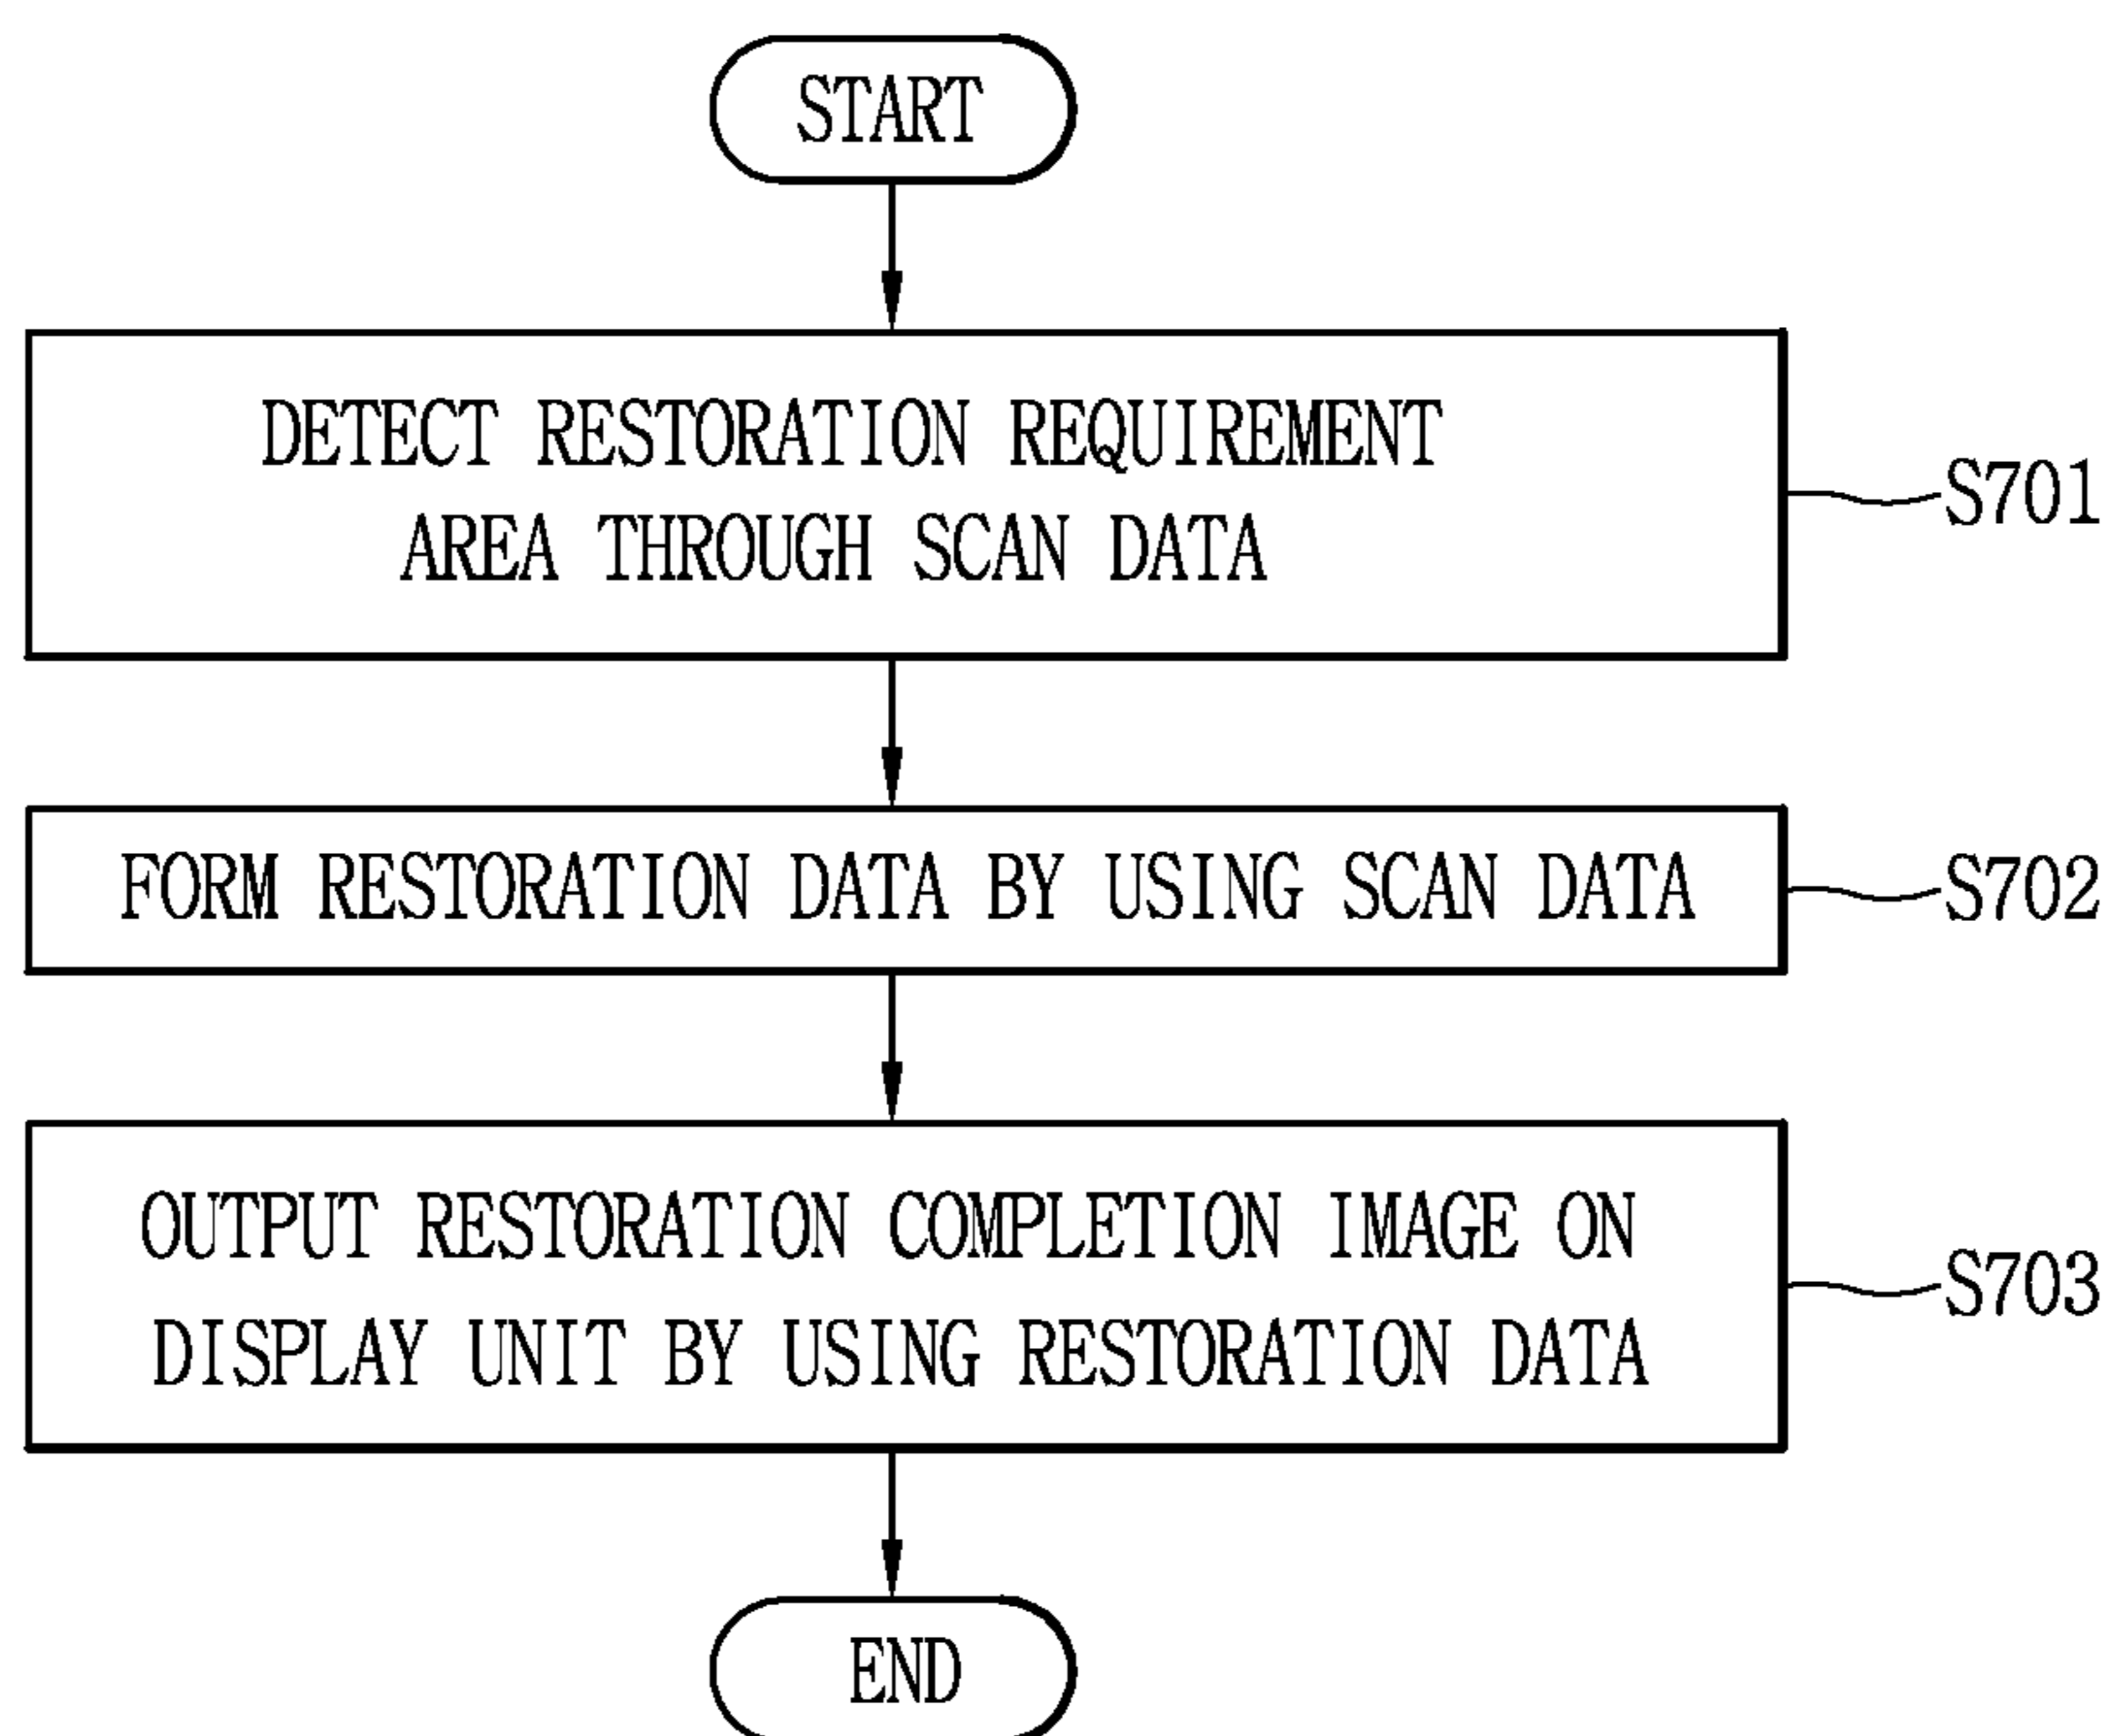 START
DETECT RESTORATION REQUIREMENT
AREA THROUGH SCAN DATA
S701
FORM RESTORATION DATA BY USING SCAN DATA
S702
OUTPUT RESTORATION COMPLETION IMAGE ON
DISPLAY UNIT BY USING RESTORATION DATA
S703
END